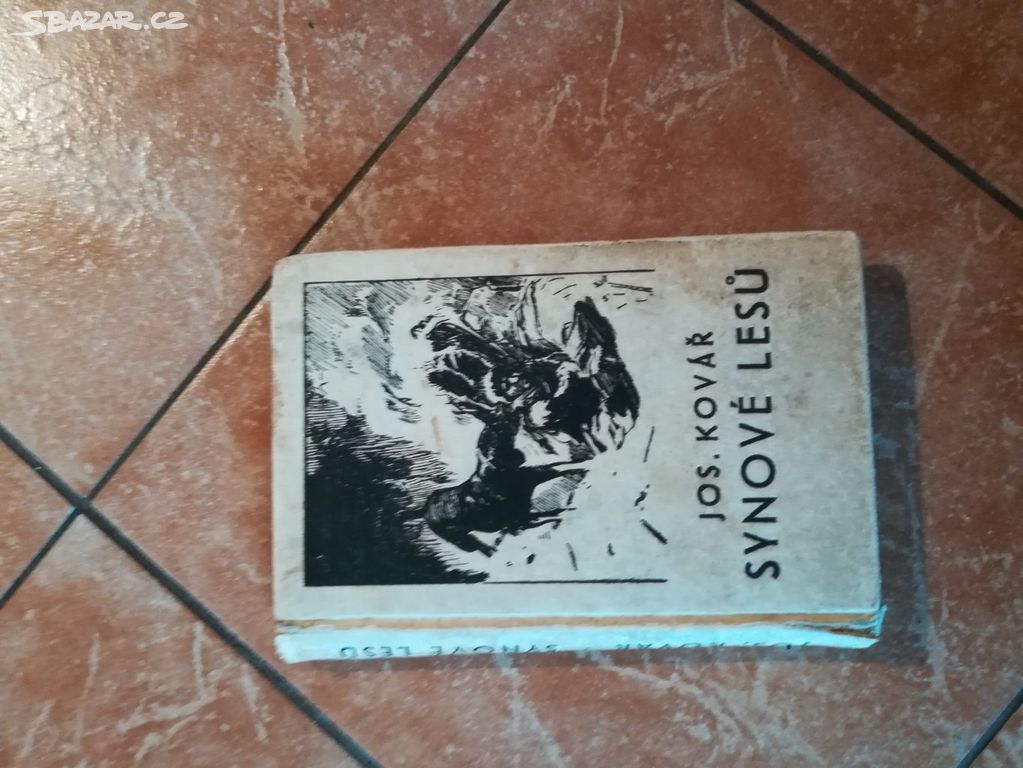 SBAZAR.CZ
JOS. KOVÁŘ
SYNOVÉ LESŮ
JOS. KOVÁŘ SYNOVÉ LESŮ